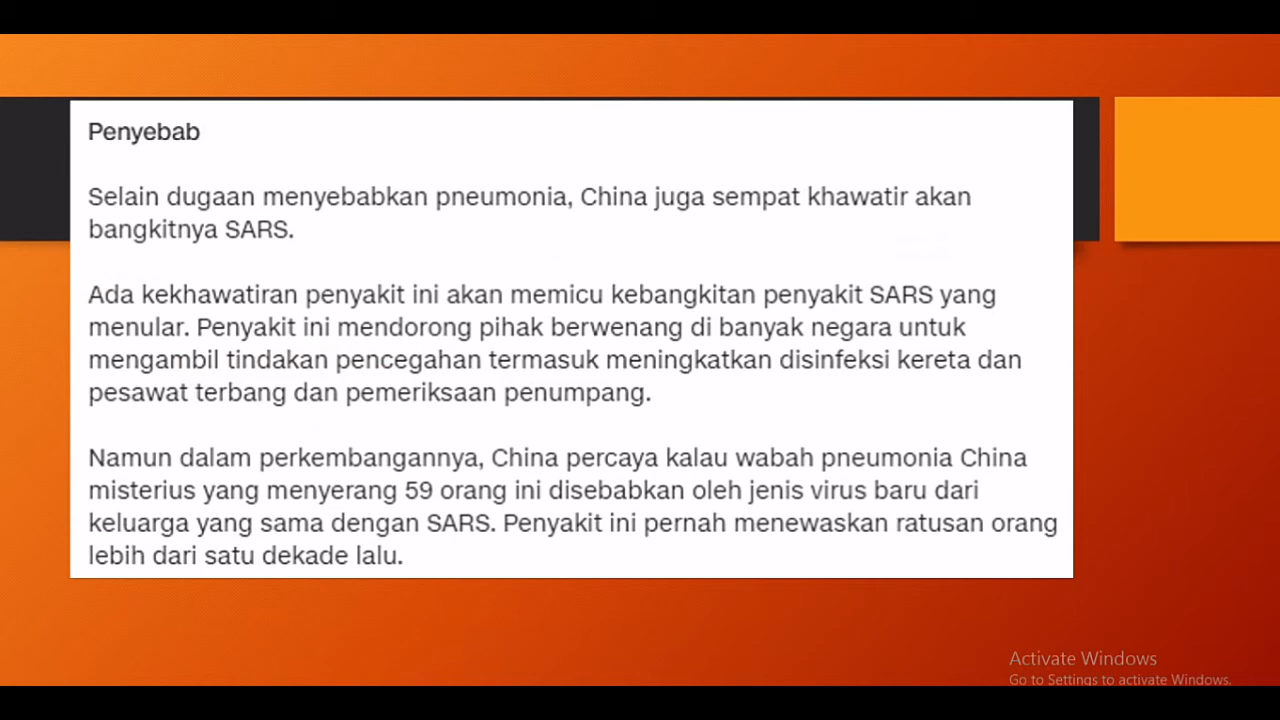 Penyebab
Selain dugaan menyebabkan pneumonia, China juga sempat khawatir akan
bangkitnya SARS.
Ada kekhawatiran penyakit ini akan memicu kebangkitan penyakit SARS yang
menular. Penyakit ini mendorong pihak berwenang di banyak negara untuk
mengambil tindakan pencegahan termasuk meningkatkan disinfeksi kereta dan
pesawat terbang dan pemeriksaan penumpang.
Namun dalam perkembangannya, China percaya kalau wabah pneumonia China
misterius yang menyerang 59 orang ini disebabkan oleh jenis virus baru dari
keluarga yang sama dengan SARS. Penyakit ini pernah menewaskan ratusan orang
lebih dari satu dekade lalu.
Activate Windows
Go to Settings to activate Windows.